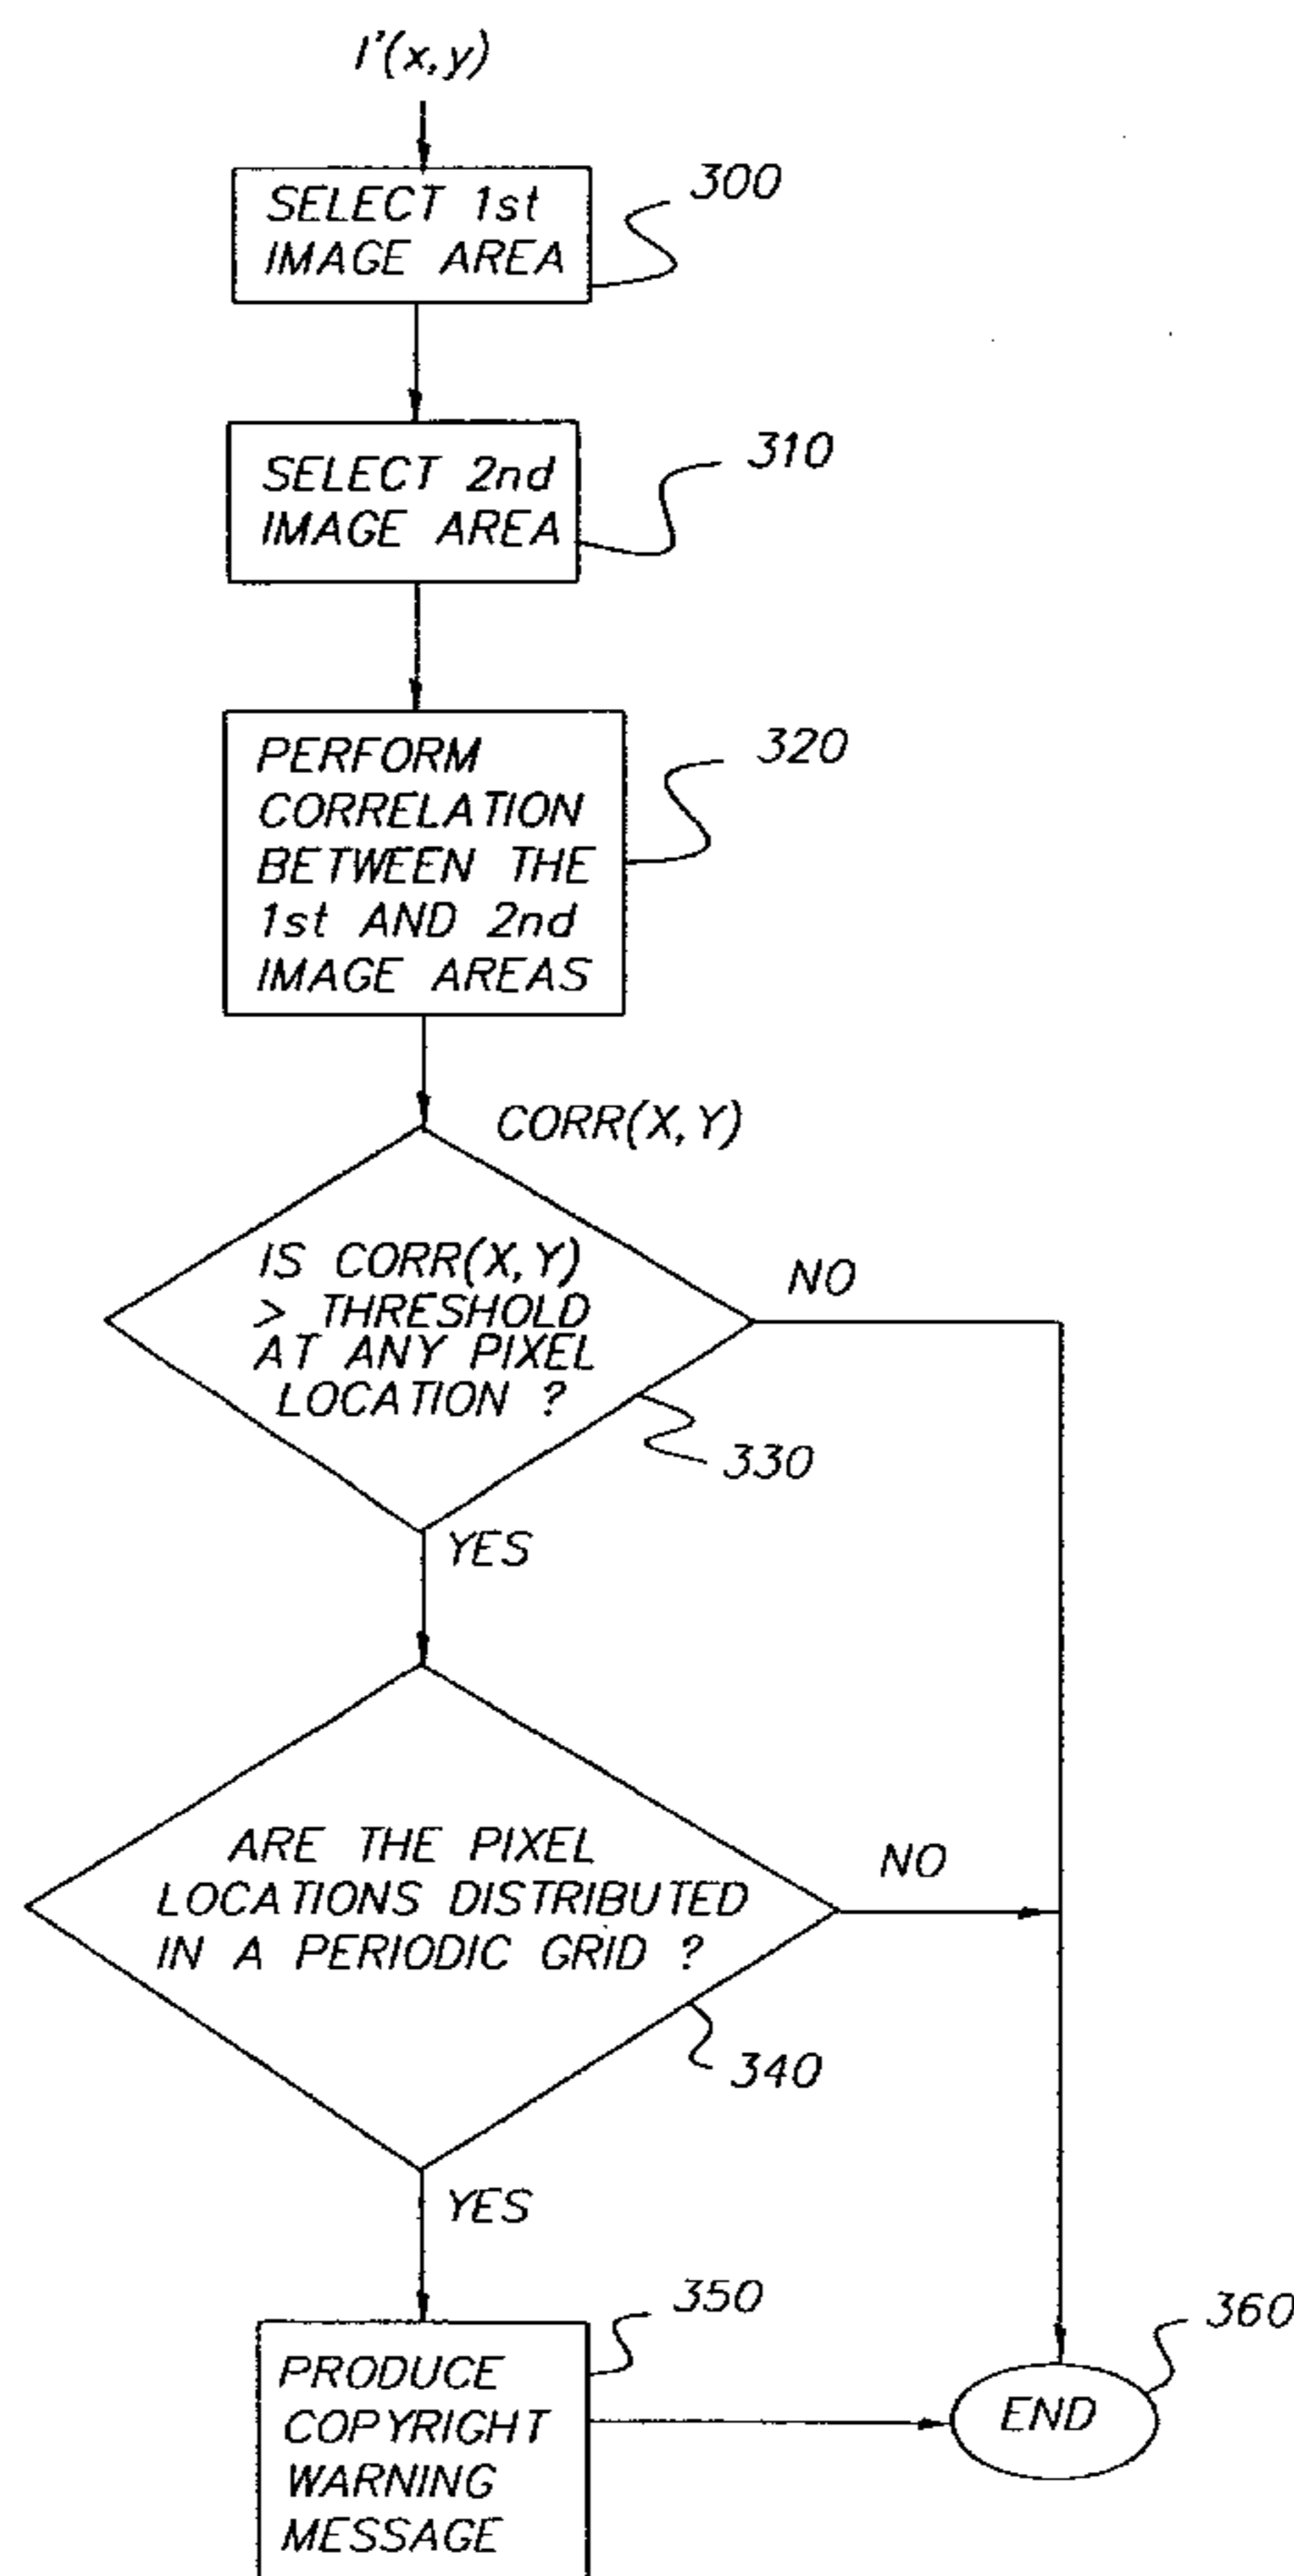 I'(x,y)
SELECT 1st
IMAGE AREA
300
SELECT 2nd
IMAGE AREA
310
PERFORM
CORRELATION
BETWEEN THE
1st AND 2nd
IMAGE AREAS
320
CORR(X,Y)
IS CORR(X,Y)
> THRESHOLD
AT ANY PIXEL
LOCATION ?
NO
330
YES
ARE THE PIXEL
LOCATIONS DISTRIBUTED
IN A PERIODIC GRID ?
NO
340
YES
PRODUCE
COPYRIGHT
WARNING
MESSAGE
350
END
360